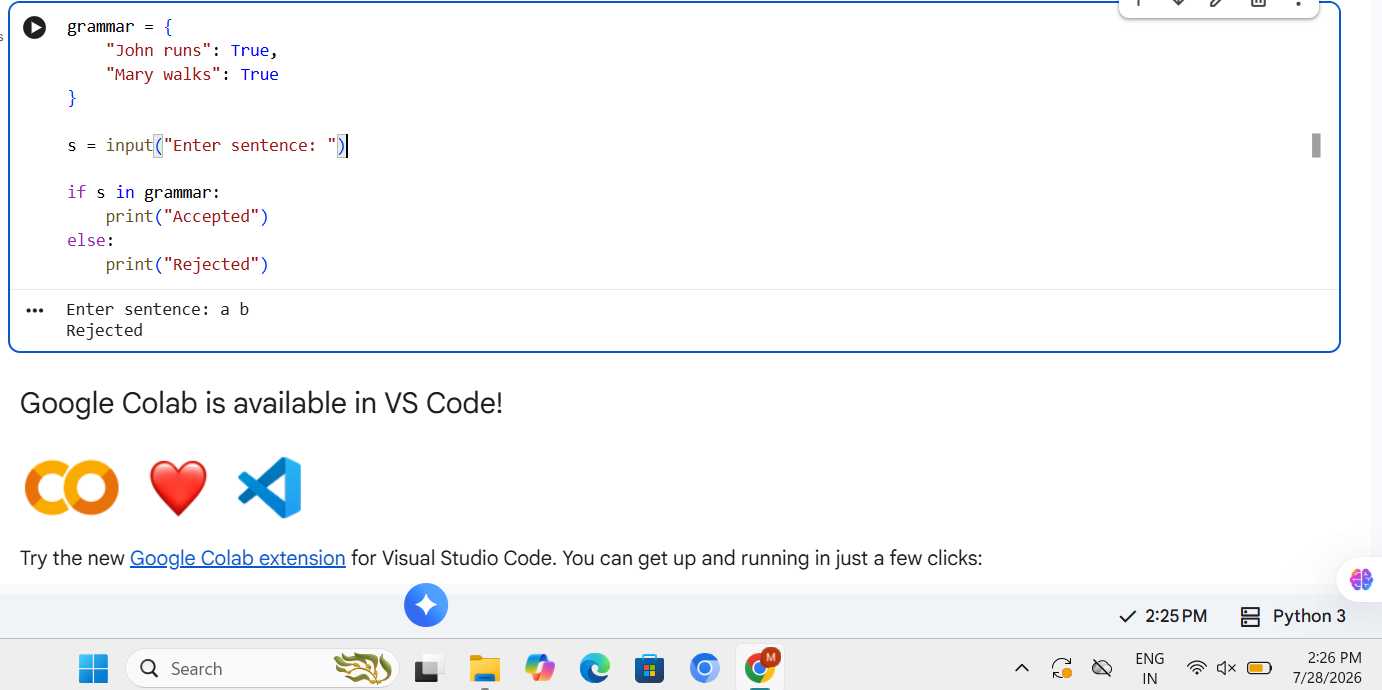 grammar = {
    "John runs": True,
    "Mary walks": True
}
s = input("Enter sentence: ")
if s in grammar:
    print("Accepted")
else:
    print("Rejected")
Enter sentence: a b
Rejected
Google Colab is available in VS Code!
Try the new Google Colab extension for Visual Studio Code. You can get up and running in just a few clicks:
2:25 PM Python 3
Search
M
ENG
IN
2:26 PM
7/28/2026